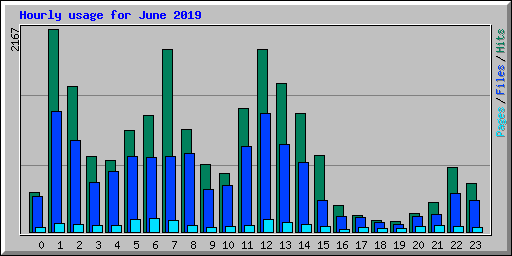 Hourly usage for June 2019
2167
Pages / Files / Hits
0 1 2 3 4 5 6 7 8 9 10 11 12 13 14 15 16 17 18 19 20 21 22 23